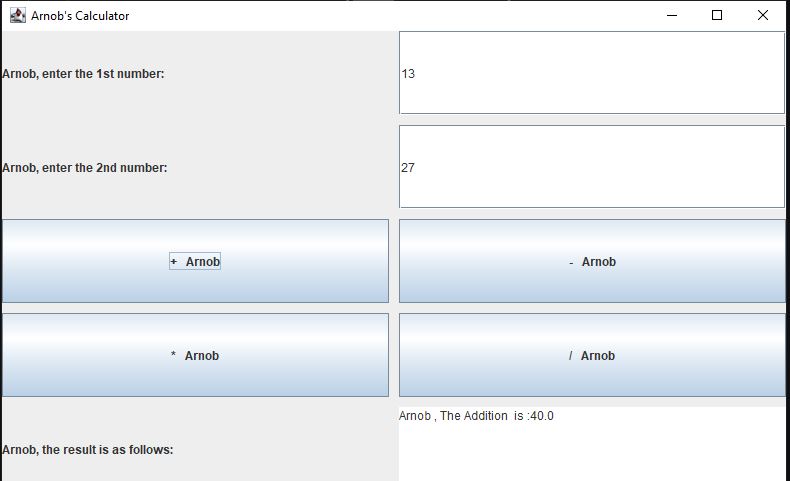 Arnob's Calculator
Arnob, enter the 1st number:
13
Arnob, enter the 2nd number:
27
+ Arnob
- Arnob
* Arnob
/ Arnob
Arnob, the result is as follows:
Arnob , The Addition is :40.0